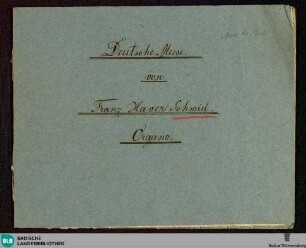 Deutsche Messe.
von
Franz Xaver Schmid.
Organo.
BLB
BADISCHE
LANDESBIBLIOTHEK